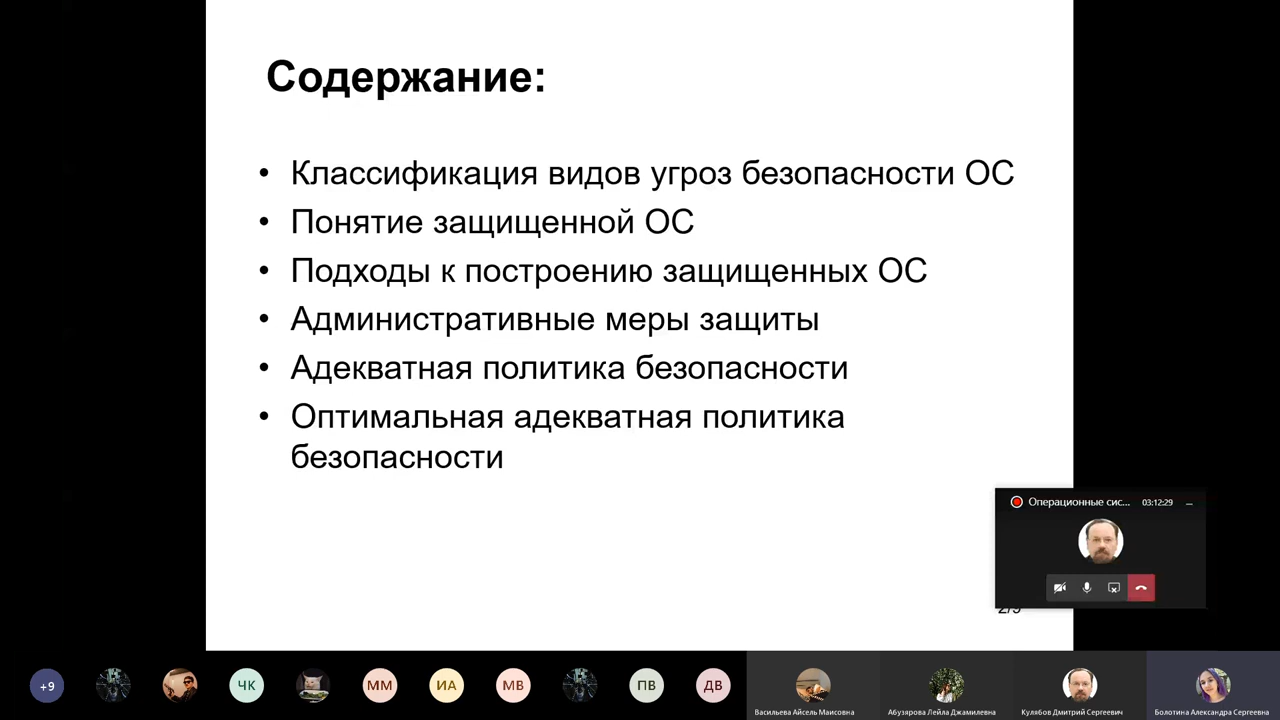 Содержание:
• Классификация видов угроз безопасности ОС
• Понятие защищенной ОС
• Подходы к построению защищенных ОС
• Административные меры защиты
• Адекватная политика безопасности
• Оптимальная адекватная политика
безопасности
Операционные сис... 03:12:29
+9
ЧК
ММ
ИА
МВ
ПВ
ДВ
Васильева Айсель Маисовна
Абузярова Лейла Джамилевна
Кулябов Дмитрий Сергеевич
Болотина Александра Сергеевна